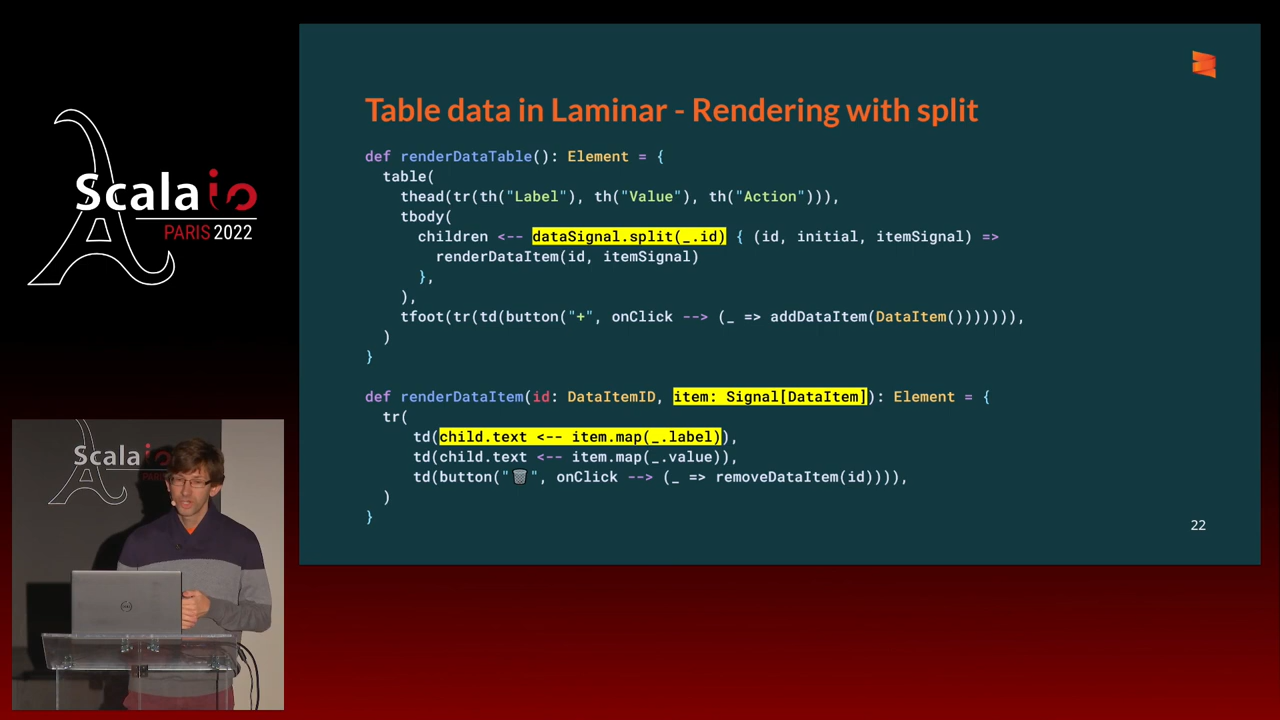 Scalaio
PARIS 2022
Table data in Laminar - Rendering with split
def renderDataTable(): Element = {
table(
thead(tr(th("Label"), th("Value"), th("Action"))),
tbody(
children <-- dataSignal.split(_.id) { (id, initial, itemSignal) =>
renderDataItem(id, itemSignal)
},
),
tfoot(tr(td(button("+", onClick --> (_ => addDataItem(DataItem())))))),
)
}
def renderDataItem(id: DataItemID, item: Signal[DataItem]): Element = {
tr(
td(child.text <-- item.map(_.label)),
td(child.text <-- item.map(_.value)),
td(button("🗑️", onClick --> (_ => removeDataItem(id)))),
)
}
22
Scala